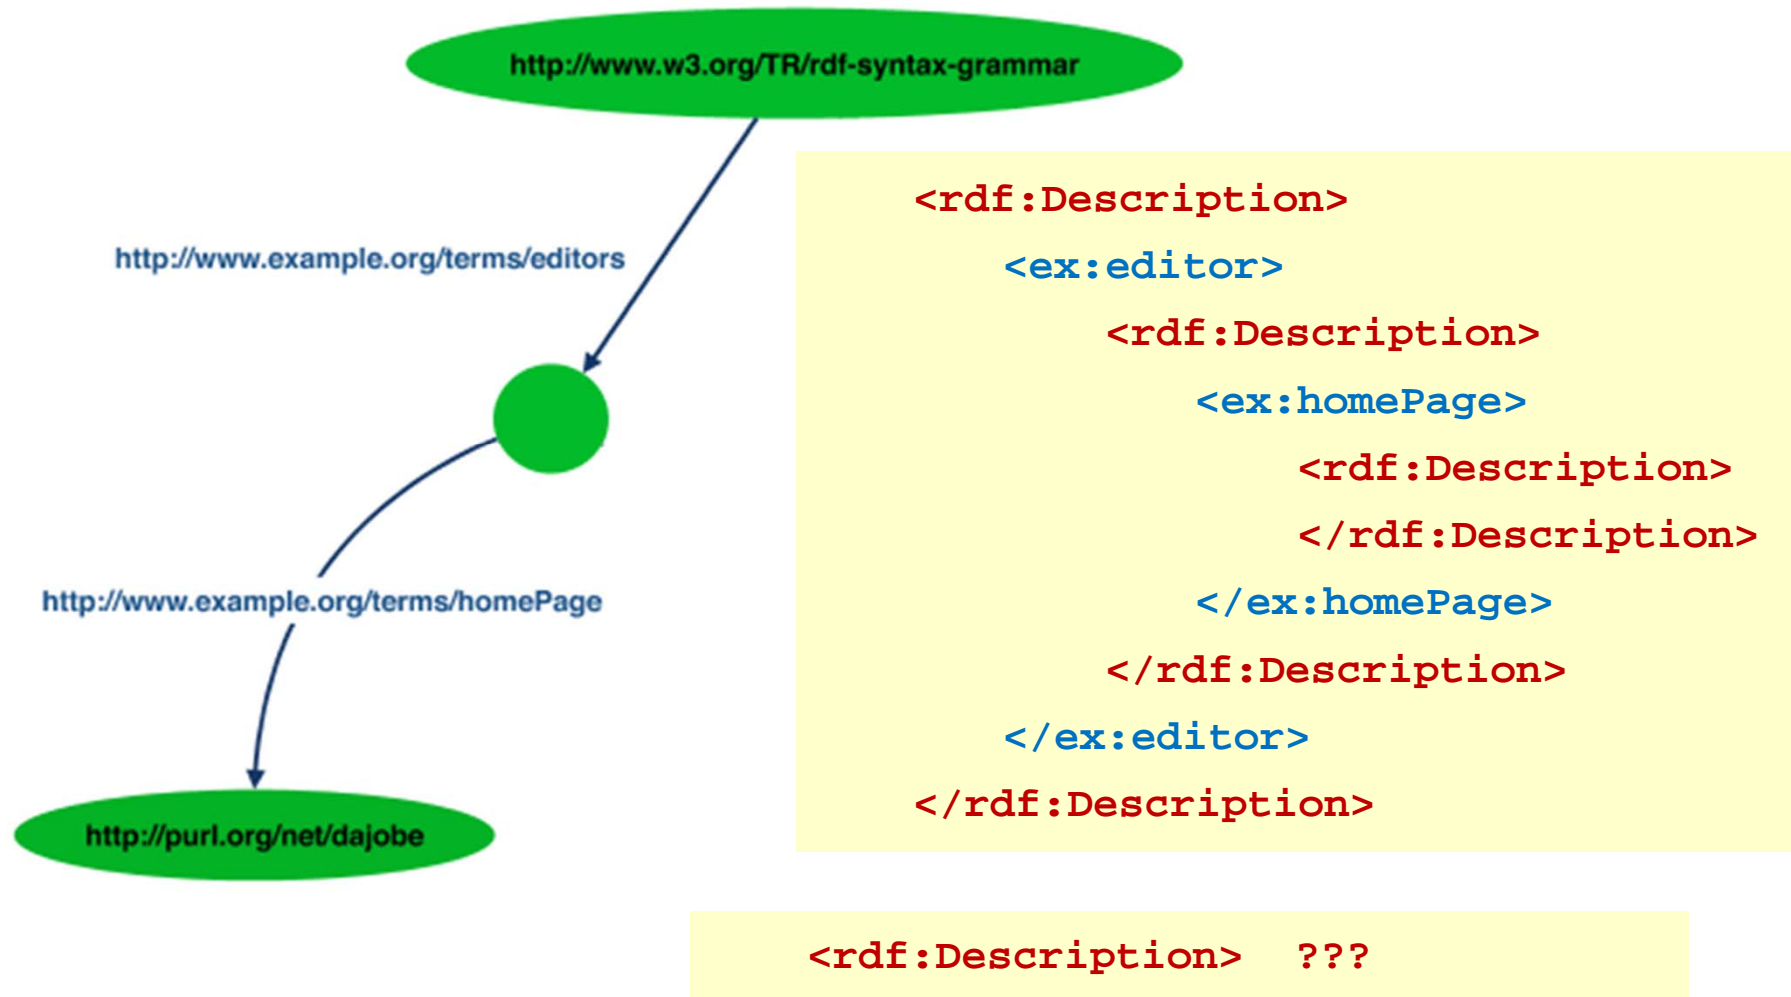 http://www.w3.org/TR/rdf-syntax-grammar
http://www.example.org/terms/editors
http://www.example.org/terms/homePage
http://purl.org/net/dajobe
<rdf:Description>
<ex:editor>
<rdf:Description>
<ex:homePage>
<rdf:Description>
</rdf:Description>
</ex:homePage>
</rdf:Description>
</ex:editor>
</rdf:Description>
<rdf:Description> ???